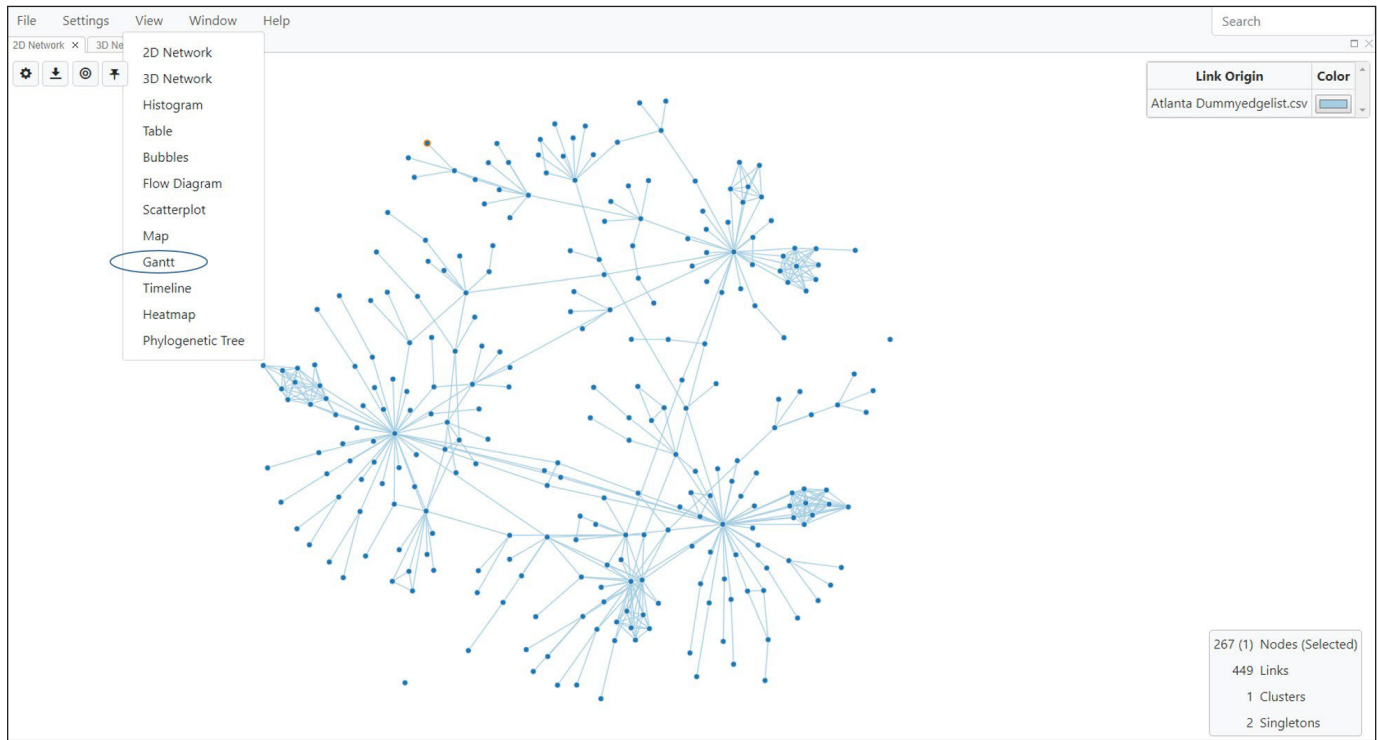 File Settings View Window Help Search
2D Network × 3D Ne
2D Network
3D Network
Histogram
Table
Bubbles
Flow Diagram
Scatterplot
Map
Gantt
Timeline
Heatmap
Phylogenetic Tree
Link Origin Color
Atlanta Dummyedgelist.csv
267 (1) Nodes (Selected)
449 Links
1 Clusters
2 Singletons